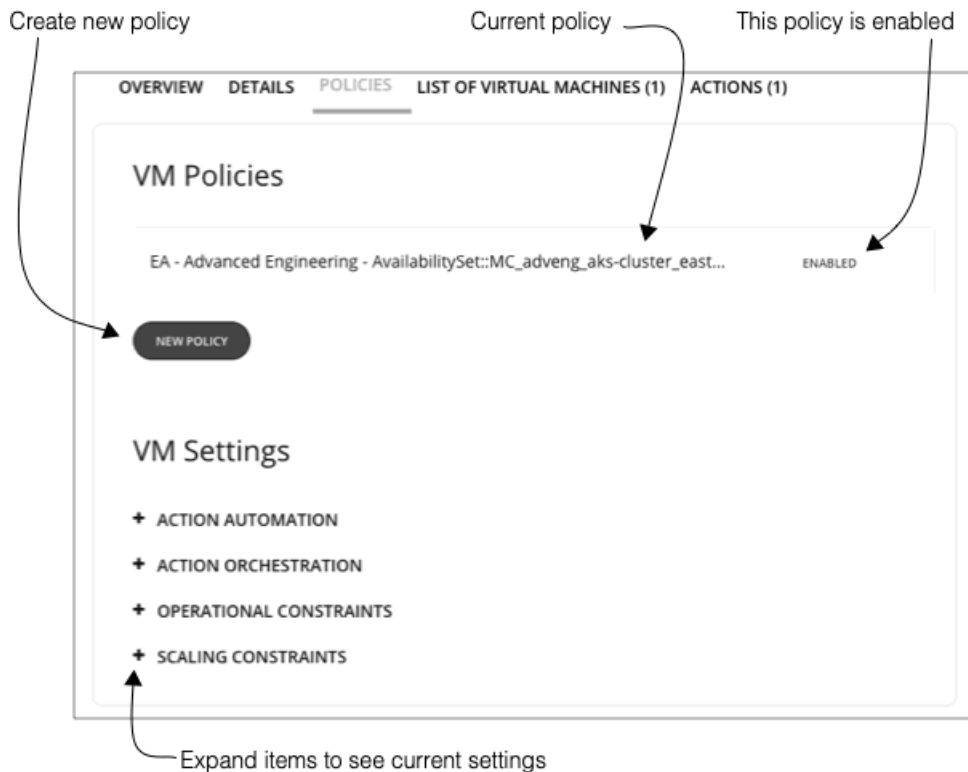 Create new policy
Current policy
This policy is enabled
OVERVIEW DETAILS POLICIES LIST OF VIRTUAL MACHINES (1) ACTIONS (1)
VM Policies
EA - Advanced Engineering - AvailabilitySet::MC_adveng_aks-cluster_east... ENABLED
NEW POLICY
VM Settings
+ ACTION AUTOMATION
+ ACTION ORCHESTRATION
+ OPERATIONAL CONSTRAINTS
+ SCALING CONSTRAINTS
Expand items to see current settings